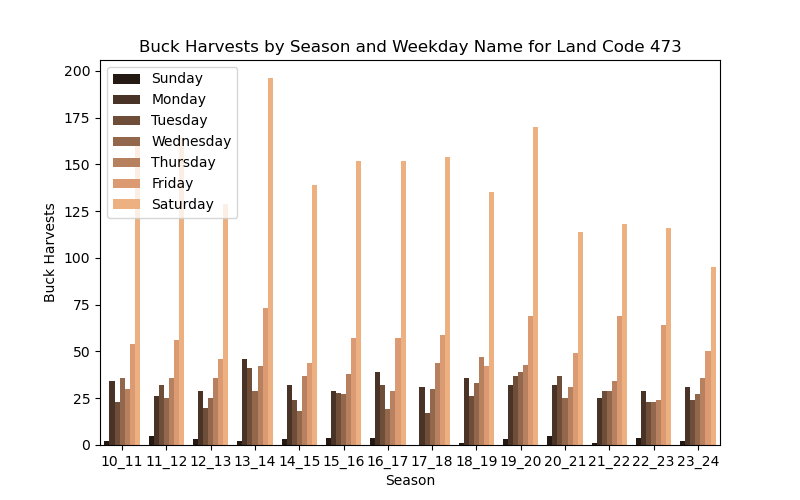 Buck Harvests by Season and Weekday Name for Land Code 473
200
175
150
125
100
75
50
25
0
Buck Harvests
Sunday
Monday
Tuesday
Wednesday
Thursday
Friday
Saturday
10_11 11_12 12_13 13_14 14_15 15_16 16_17 17_18 18_19 19_20 20_21 21_22 22_23 23_24
Season